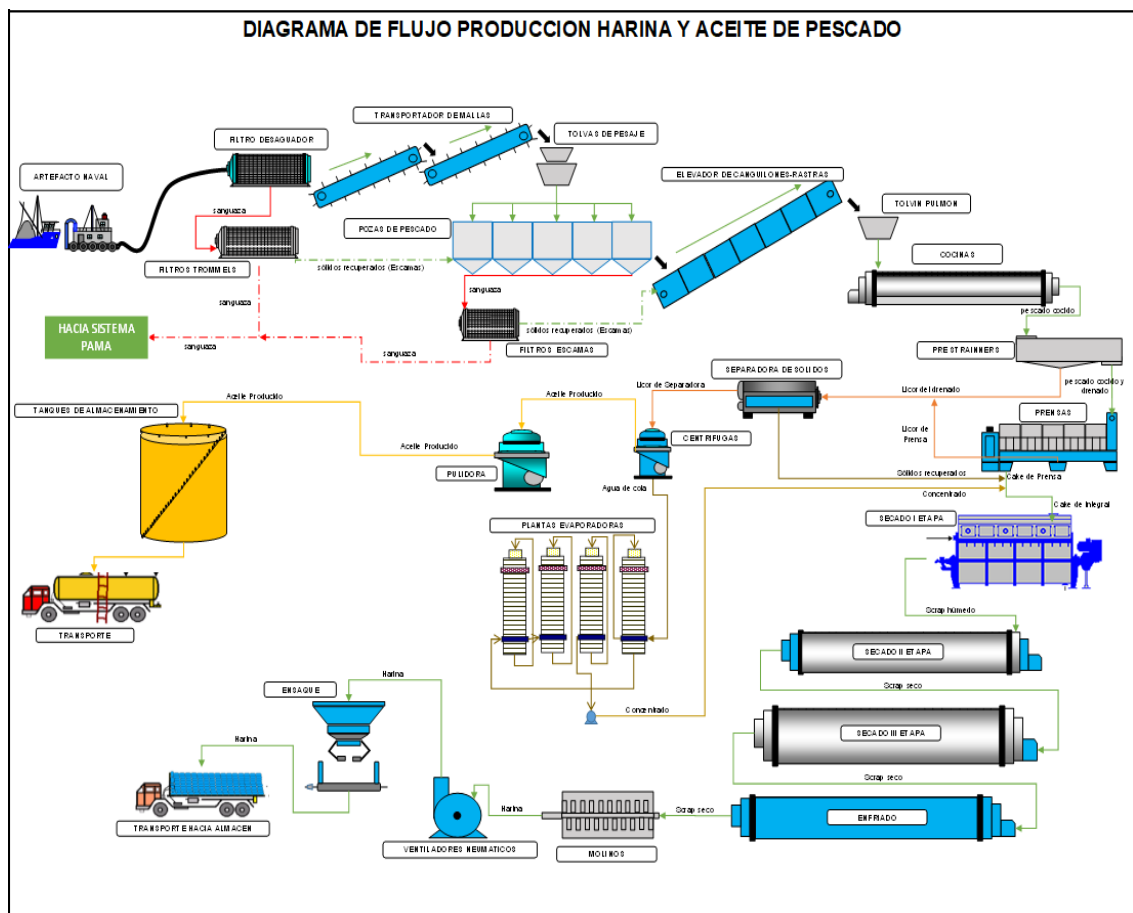 DIAGRAMA DE FLUJO PRODUCCION HARINA Y ACEITE DE PESCADO
TRANSPORTADOR DE MALLAS
FILTRO DESAGUADOR
TOLVAS DE PESAJE
ARTEFACTO NAVAL
ELEVADOR DE CANGUILONES-RASTRAS
TOLVIN PULMON
sanguaza
POZAS DE PESCADO
COCINAS
FILTROS TROMMELS
sólidos recuperados (Escamas)
sanguaza
sanguaza
pescado cocido
HACIA SISTEMA
PAMA
sanguaza
sólidos recuperados (Escamas)
FILTROS ESCAMAS
sanguaza
PRESTRAINNERS
SEPARADORA DE SOLIDOS
pescado cocido y
drenado
Licor de Separadora
Licor del drenado
Aceite Producido
Aceite Producido
TANQUES DE ALMACENAMIENTO
PRENSAS
Licor de
Prensa
Aceite Producido
CENTRIFUGAS
PULIDORA
Sólidos recuperados
Cake de Prensa
Agua de cola
Concentrado
Cake de Integral
PLANTAS EVAPORADORAS
SECADO I ETAPA
Scrap húmedo
TRANSPORTE
SECADO II ETAPA
Harina
ENSAQUE
Scrap seco
Concentrado
SECADO III ETAPA
Harina
Scrap seco
Harina
Scrap seco
ENFRIADO
TRANSPORTE HACIA ALMACEN
VENTILADORES NEUMATICOS
MOLINOS